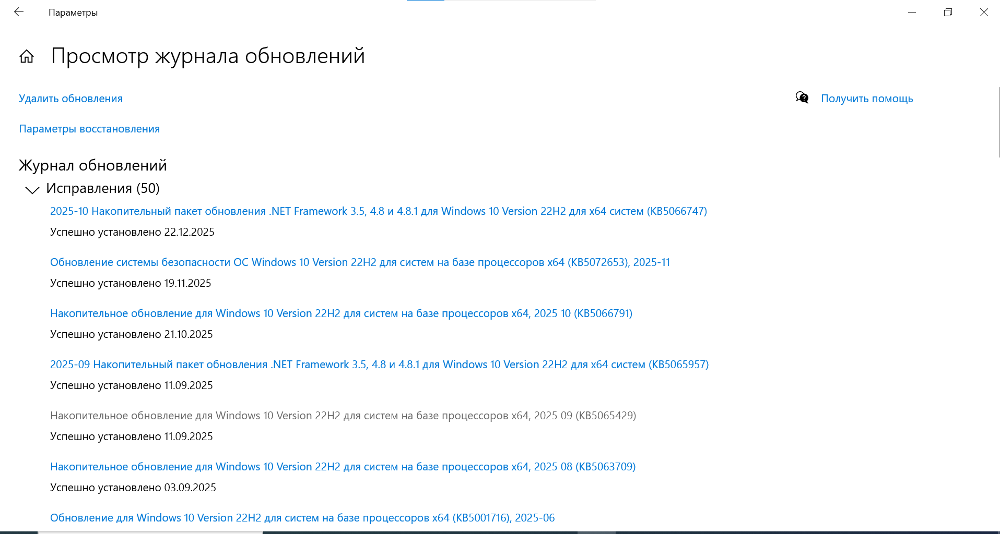 Параметры
Просмотр журнала обновлений
Удалить обновления
Получить помощь
Параметры восстановления
Журнал обновлений
Исправления (50)
2025-10 Накопительный пакет обновления .NET Framework 3.5, 4.8 и 4.8.1 для Windows 10 Version 22H2 для x64 систем (KB5066747)
Успешно установлено 22.12.2025
Обновление системы безопасности ОС Windows 10 Version 22H2 для систем на базе процессоров x64 (KB5072653), 2025-11
Успешно установлено 19.11.2025
Накопительное обновление для Windows 10 Version 22H2 для систем на базе процессоров x64, 2025 10 (KB5066791)
Успешно установлено 21.10.2025
2025-09 Накопительный пакет обновления .NET Framework 3.5, 4.8 и 4.8.1 для Windows 10 Version 22H2 для x64 систем (KB5065957)
Успешно установлено 11.09.2025
Накопительное обновление для Windows 10 Version 22H2 для систем на базе процессоров x64, 2025 09 (KB5065429)
Успешно установлено 11.09.2025
Накопительное обновление для Windows 10 Version 22H2 для систем на базе процессоров x64, 2025 08 (KB5063709)
Успешно установлено 03.09.2025
Обновление для Windows 10 Version 22H2 для систем на базе процессоров x64 (KB5001716), 2025-06